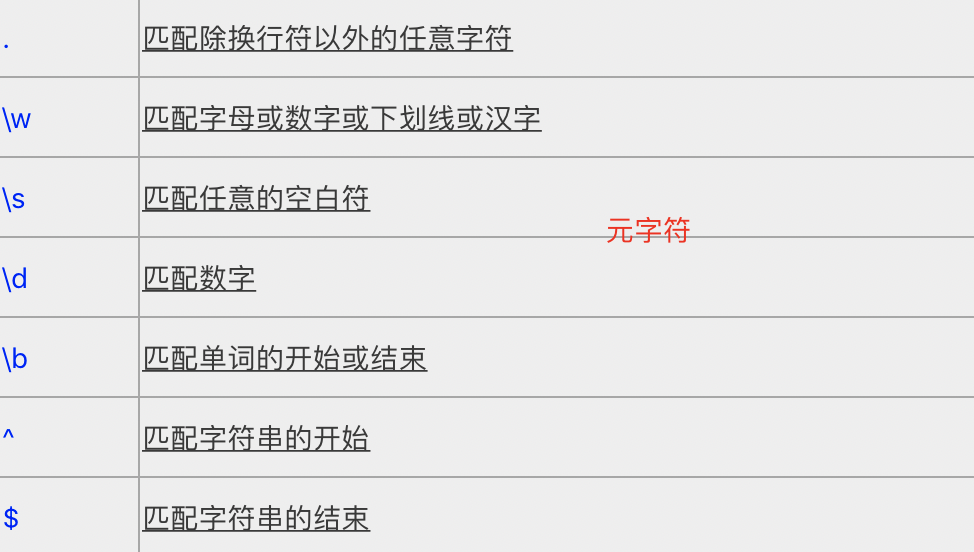 . 匹配除换行符以外的任意字符
\w 匹配字母或数字或下划线或汉字
\s 匹配任意的空白符
元字符
\d 匹配数字
\b 匹配单词的开始或结束
^ 匹配字符串的开始
$ 匹配字符串的结束